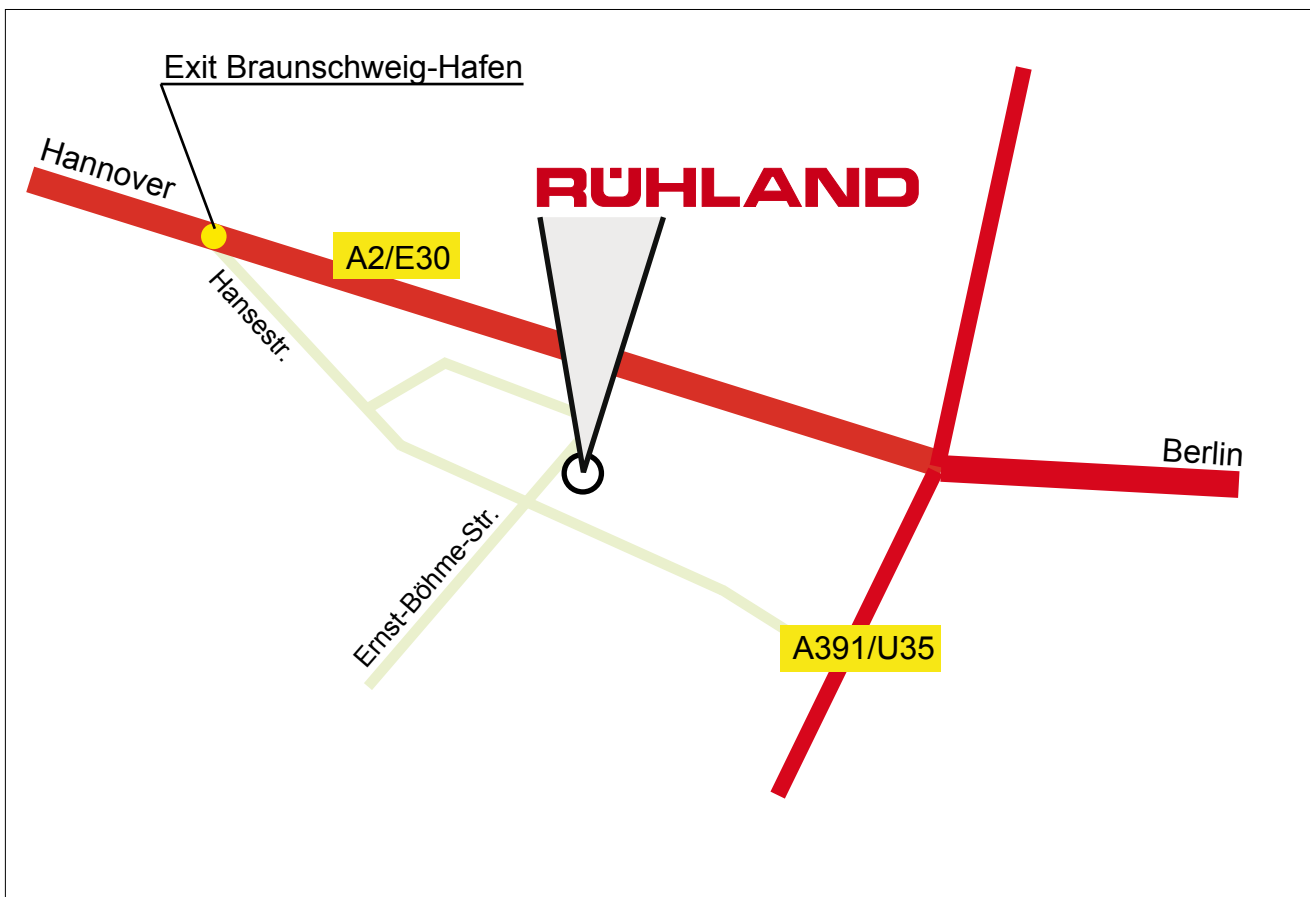 Exit Braunschweig-Hafen
Hannover
RÜHLAND
A2/E30
Hansestr.
Berlin
Ernst-Böhme-Str.
A391/U35